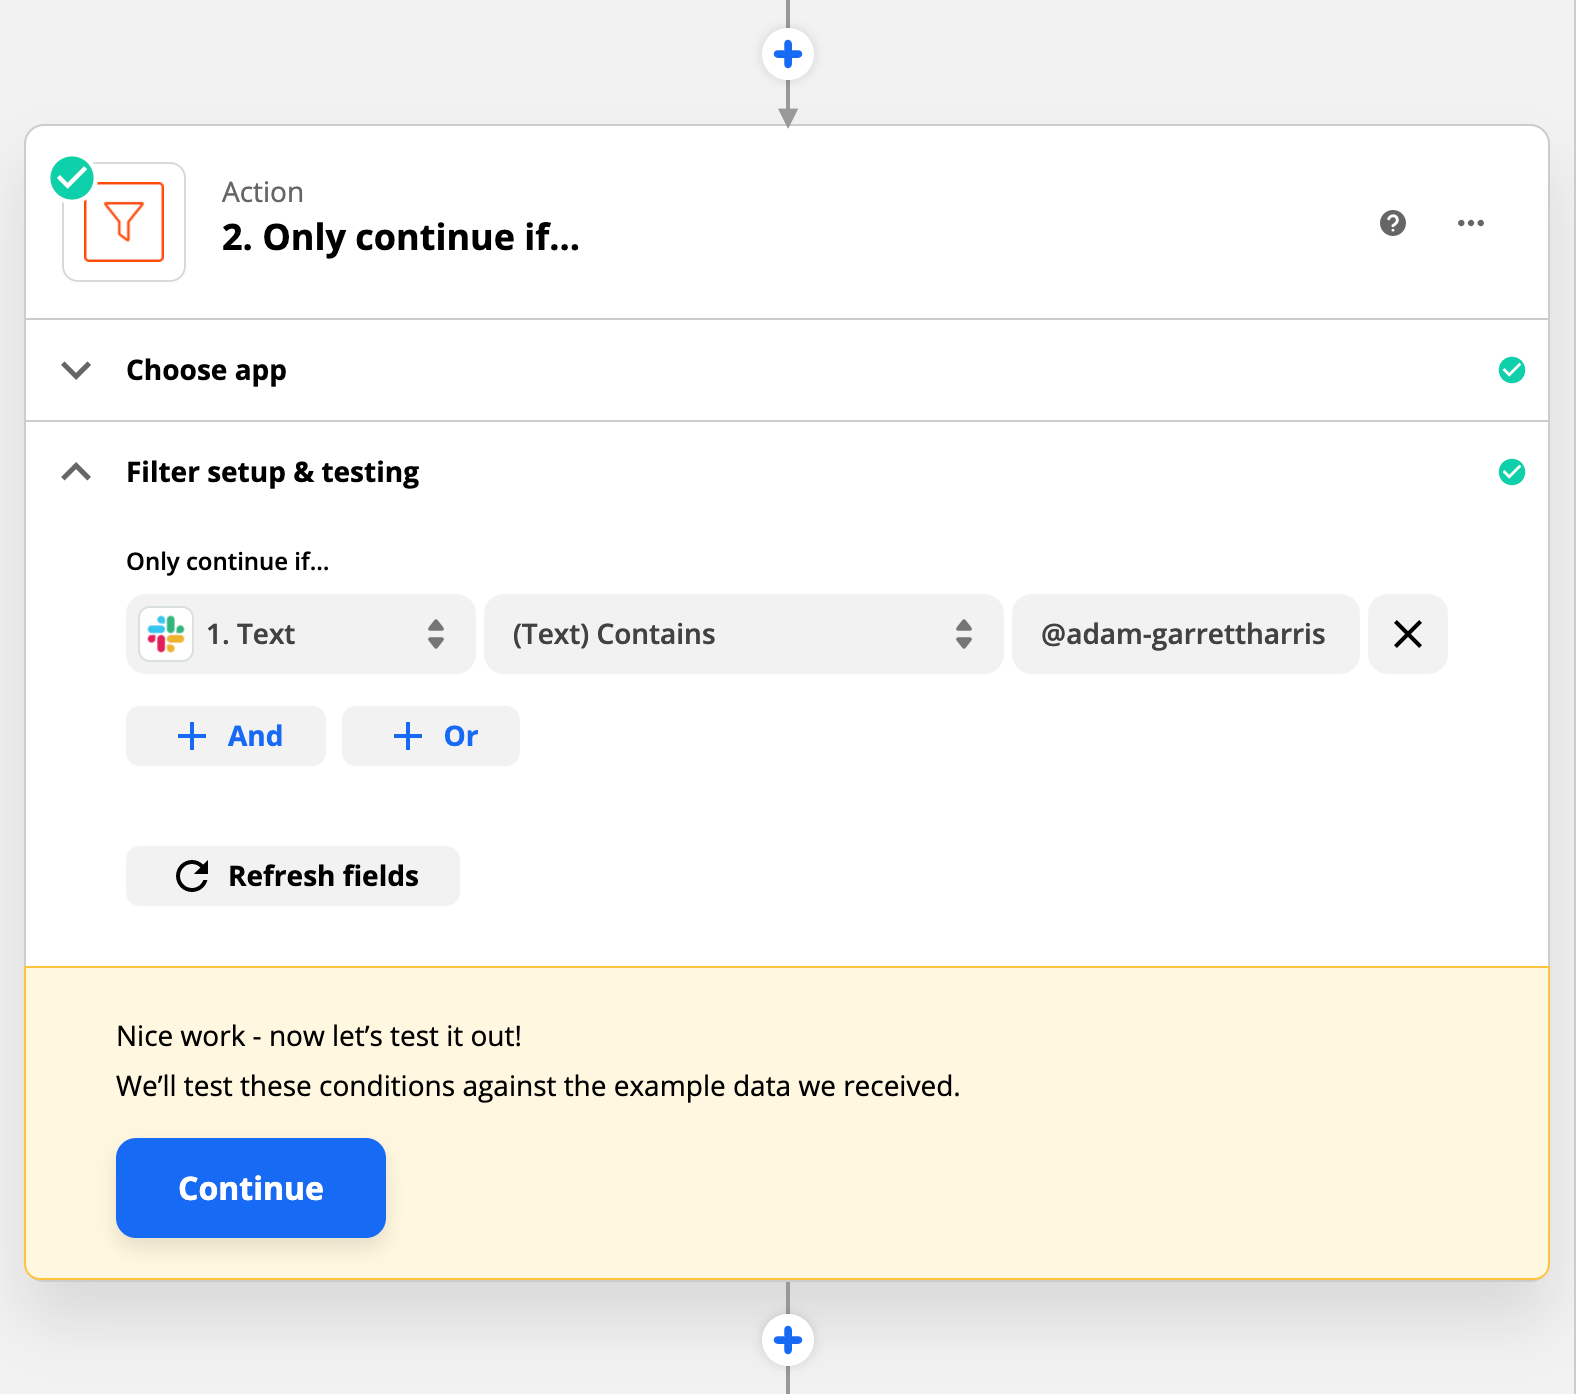 Action
2. Only continue if...
Choose app
Filter setup & testing
Only continue if...
1. Text (Text) Contains @adam-garrettharris
And Or
Refresh fields
Nice work - now let’s test it out!
We’ll test these conditions against the example data we received.
Continue